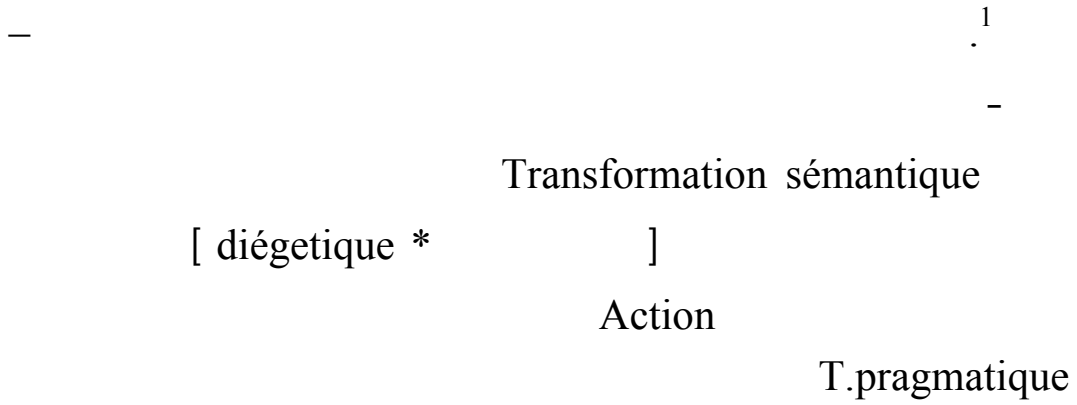 – .1
-
Transformation sémantique
[ diégetique * ]
Action
T.pragmatique